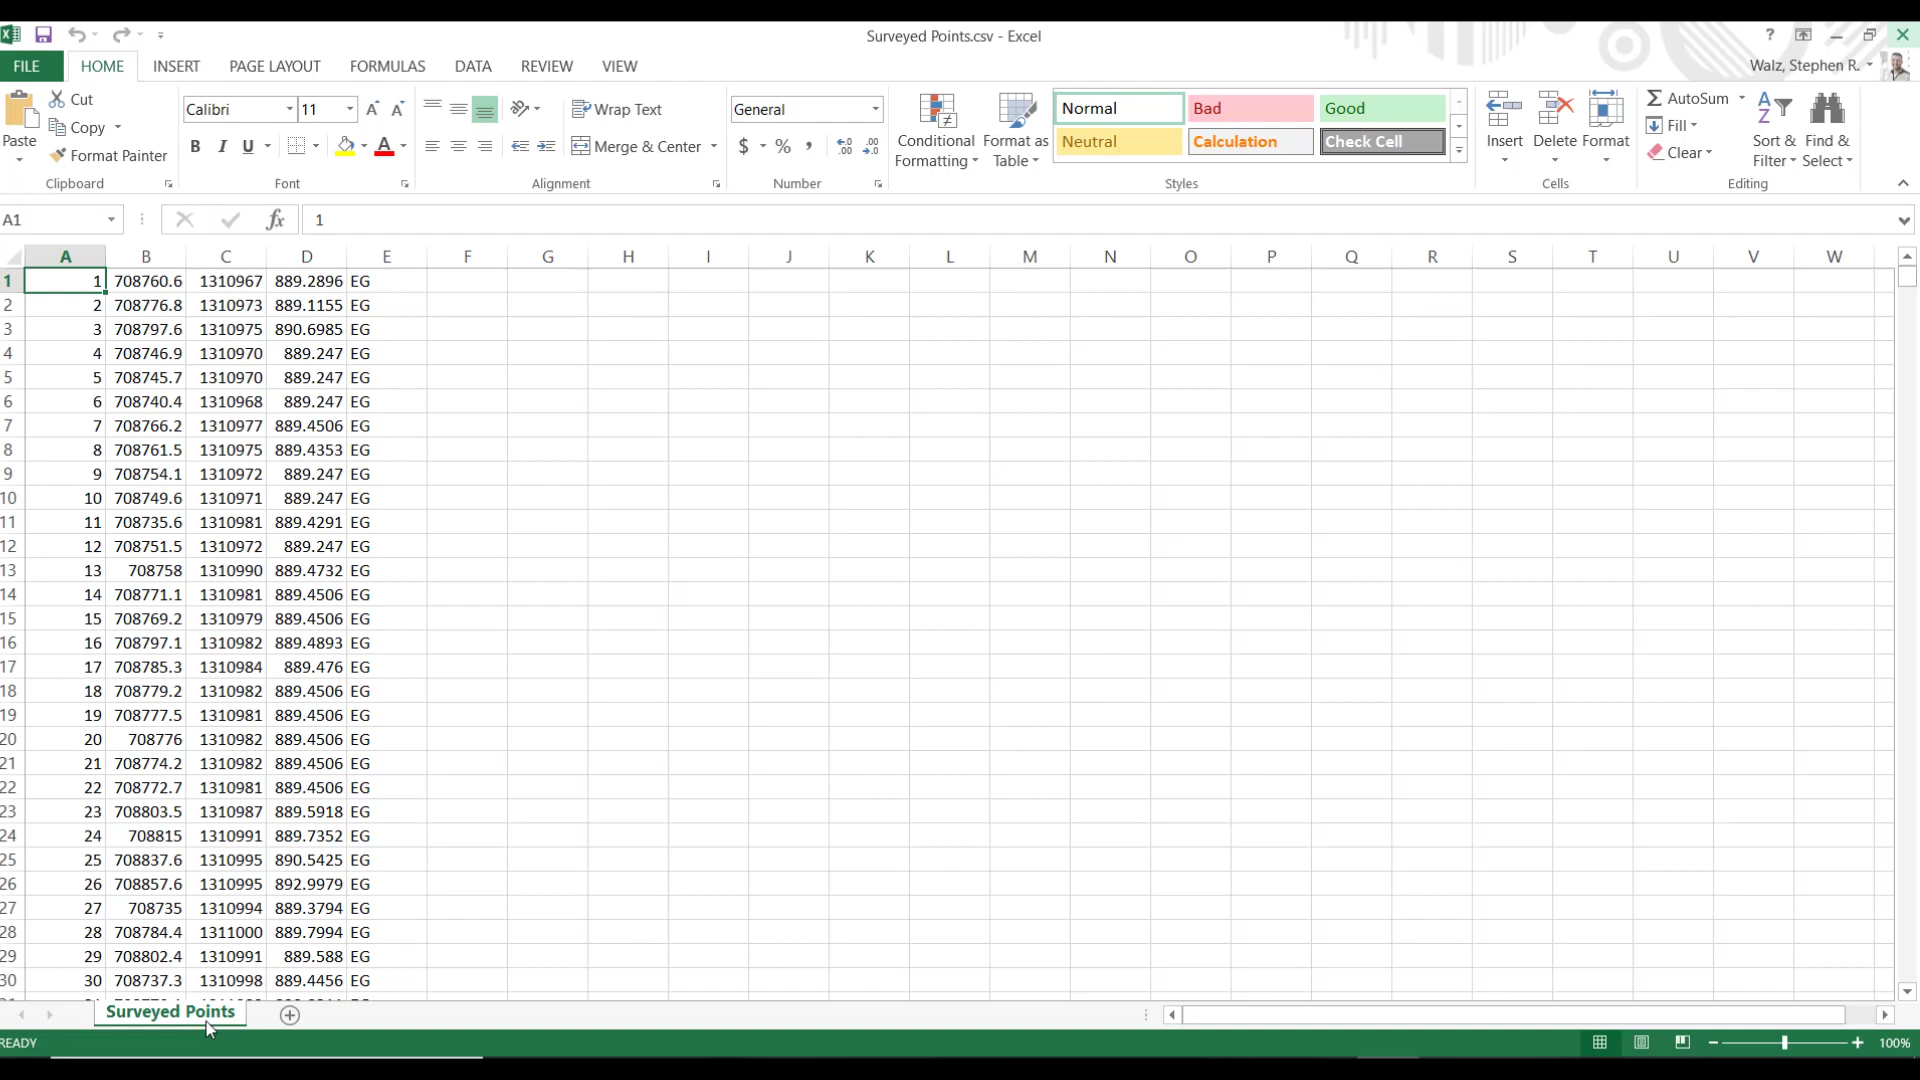 Surveyed Points.csv - Excel
?
FILE HOME INSERT PAGE LAYOUT FORMULAS DATA REVIEW VIEW Walz, Stephen R.
Paste Cut Copy Format Painter
Calibri 11
B I U A
Wrap Text Merge & Center
General
$ % ,
Conditional Formatting Format as Table
Normal Bad Good
Neutral Calculation Check Cell
Insert Delete Format
AutoSum Fill Clear
Sort & Filter Find & Select
Clipboard Font Alignment Number Styles Cells Editing
A1 fx 1
A B C D E F G H I J K L M N O P Q R S T U V W
1 1 708760.6 1310967 889.2896 EG
2 2 708776.8 1310973 889.1155 EG
3 3 708797.6 1310975 890.6985 EG
4 4 708746.9 1310970 889.247 EG
5 5 708745.7 1310970 889.247 EG
6 6 708740.4 1310968 889.247 EG
7 7 708766.2 1310977 889.4506 EG
8 8 708761.5 1310975 889.4353 EG
9 9 708754.1 1310972 889.247 EG
10 10 708749.6 1310971 889.247 EG
11 11 708735.6 1310981 889.4291 EG
12 12 708751.5 1310972 889.247 EG
13 13 708758 1310990 889.4732 EG
14 14 708771.1 1310981 889.4506 EG
15 15 708769.2 1310979 889.4506 EG
16 16 708797.1 1310982 889.4893 EG
17 17 708785.3 1310984 889.476 EG
18 18 708779.2 1310982 889.4506 EG
19 19 708777.5 1310981 889.4506 EG
20 20 708776 1310982 889.4506 EG
21 21 708774.2 1310982 889.4506 EG
22 22 708772.7 1310981 889.4506 EG
23 23 708803.5 1310987 889.5918 EG
24 24 708815 1310991 889.7352 EG
25 25 708837.6 1310995 890.5425 EG
26 26 708857.6 1310995 892.9979 EG
27 27 708735 1310994 889.3794 EG
28 28 708784.4 1311000 889.7994 EG
29 29 708802.4 1310991 889.588 EG
30 30 708737.3 1310998 889.4456 EG
Surveyed Points
READY 100%